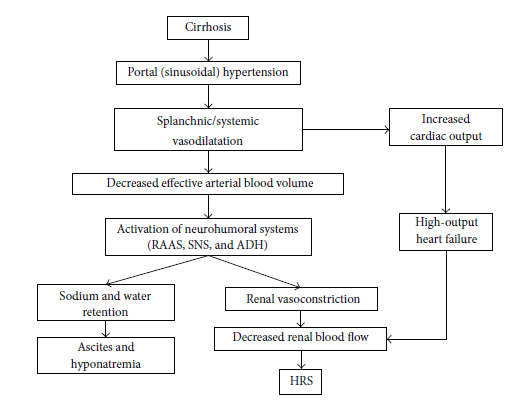 Cirrhosis
Portal (sinusoidal) hypertension
Splanchnic/systemic
vasodilatation
Increased
cardiac output
Decreased effective arterial blood volume
Activation of neurohumoral systems
(RAAS, SNS, and ADH)
High-output
heart failure
Sodium and water
retention
Renal vasoconstriction
Decreased renal blood flow
Ascites and
hyponatremia
HRS